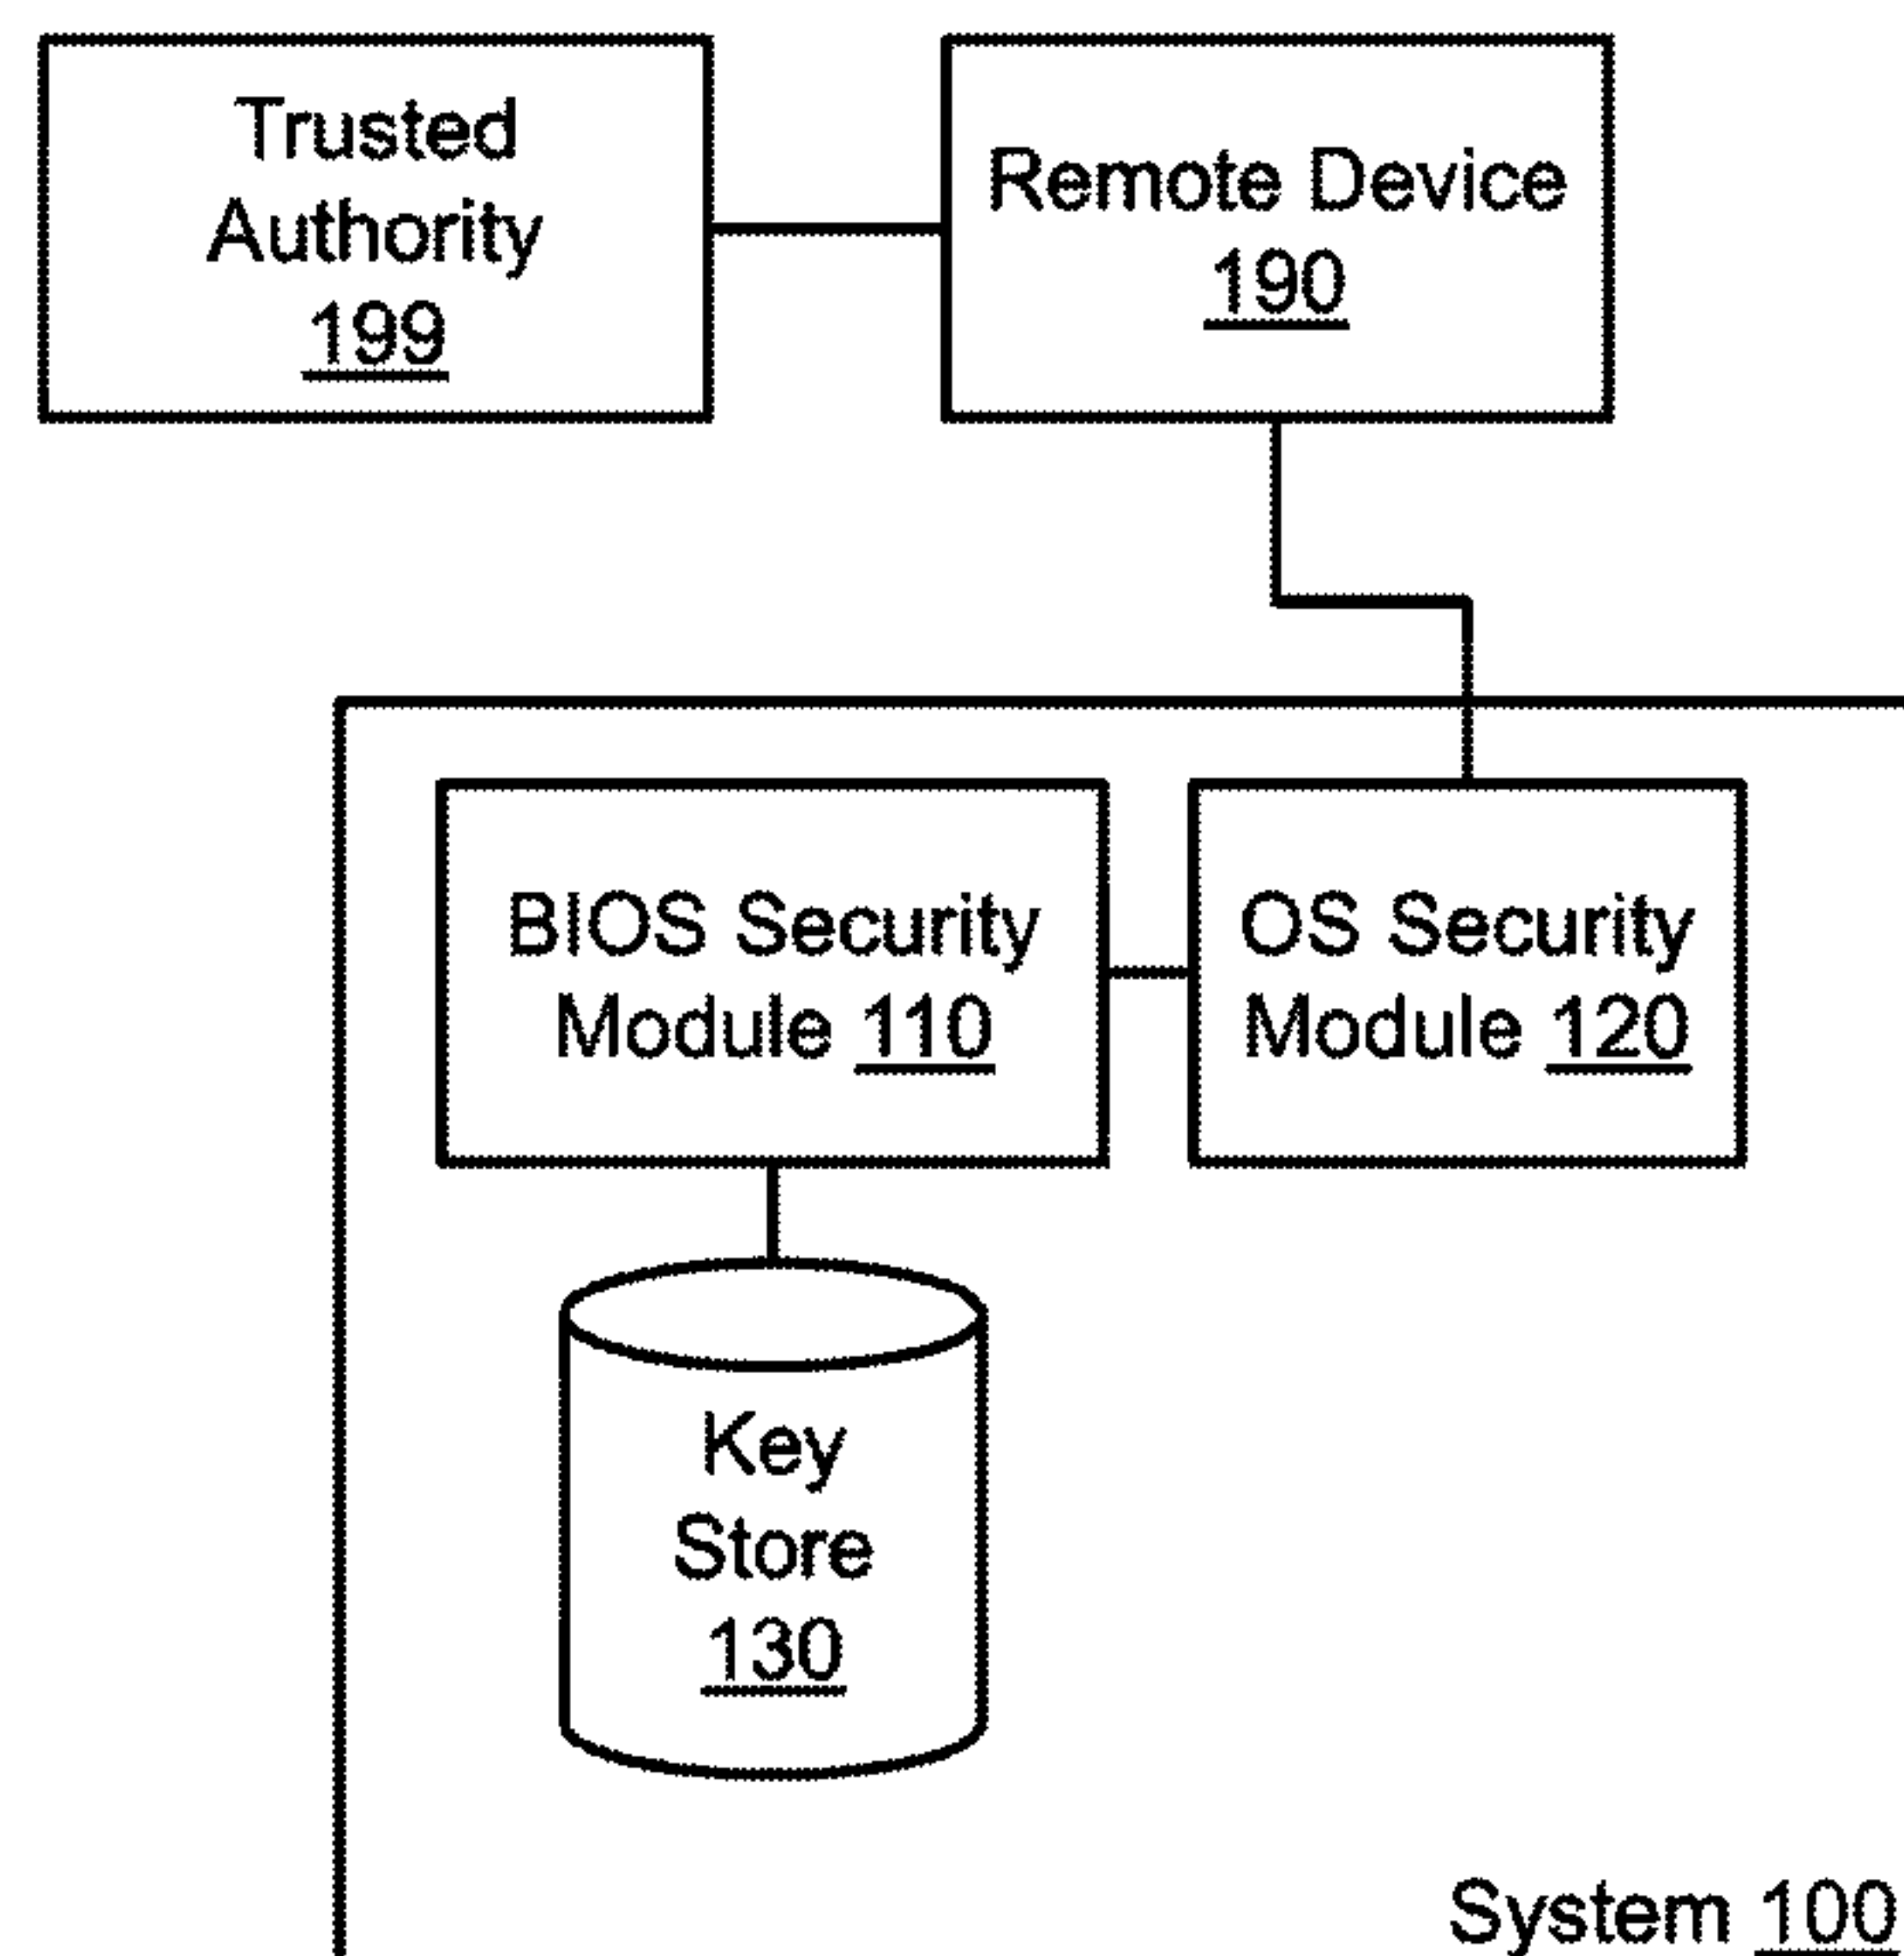 Trusted
Authority
199
Remote Device
190
BIOS Security
Module 110
OS Security
Module 120
Key
Store
130
System 100